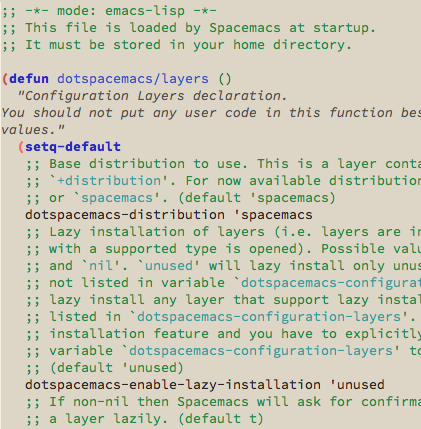 ;; -*- mode: emacs-lisp -*-
;; This file is loaded by Spacemacs at startup.
;; It must be stored in your home directory.
(defun dotspacemacs/layers ()
"Configuration Layers declaration.
You should not put any user code in this function bes
values."
(setq-default
;; Base distribution to use. This is a layer conta
;; `+distribution'. For now available distribution
;; or `spacemacs'. (default 'spacemacs)
dotspacemacs-distribution 'spacemacs
;; Lazy installation of layers (i.e. layers are in
;; with a supported type is opened). Possible valu
;; and `nil'. `unused' will lazy install only unus
;; not listed in variable `dotspacemacs-configurat
;; lazy install any layer that support lazy instal
;; listed in `dotspacemacs-configuration-layers'.
;; installation feature and you have to explicitly
;; variable `dotspacemacs-configuration-layers' to
;; (default 'unused)
dotspacemacs-enable-lazy-installation 'unused
;; If non-nil then Spacemacs will ask for confirma
;; a layer lazily. (default t)